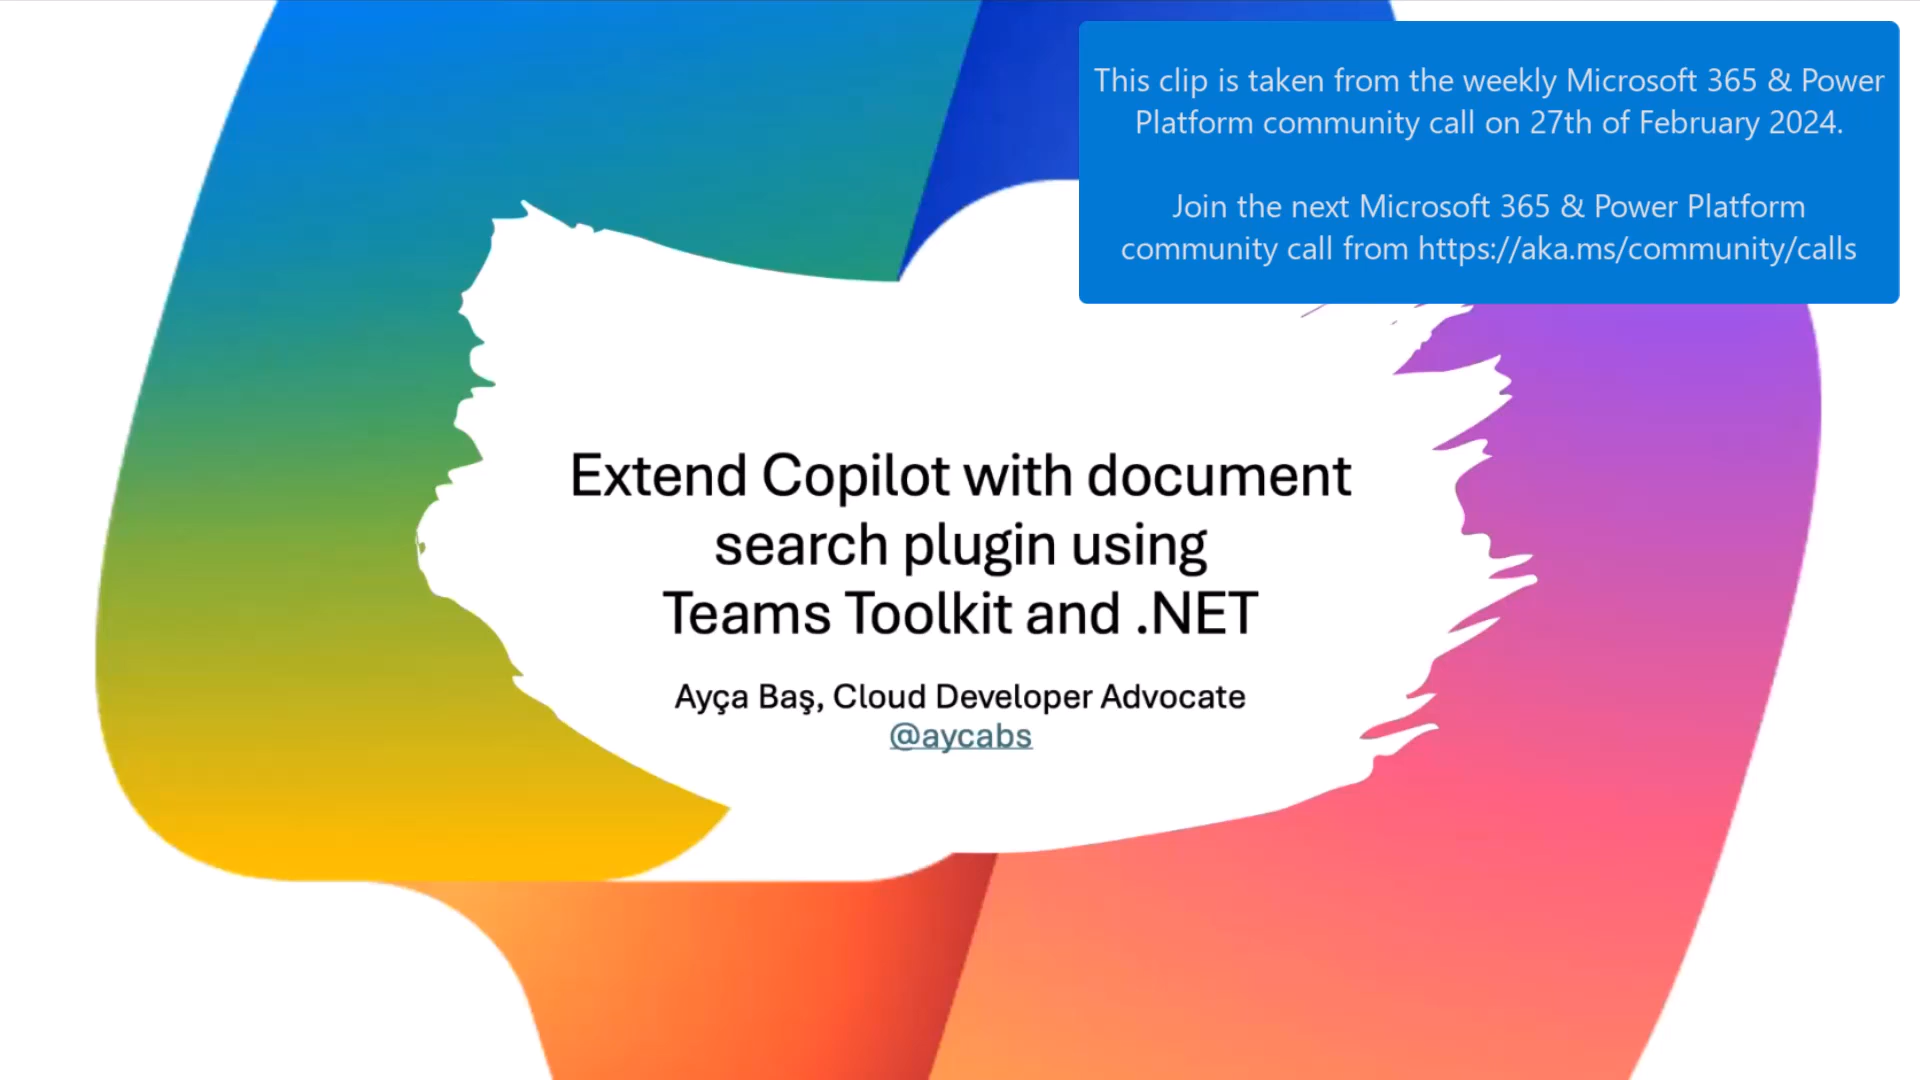 This clip is taken from the weekly Microsoft 365 & Power
Platform community call on 27th of February 2024.
Join the next Microsoft 365 & Power Platform
community call from https://aka.ms/community/calls
Extend Copilot with document
search plugin using
Teams Toolkit and .NET
Ayça Baş, Cloud Developer Advocate
@aycabs